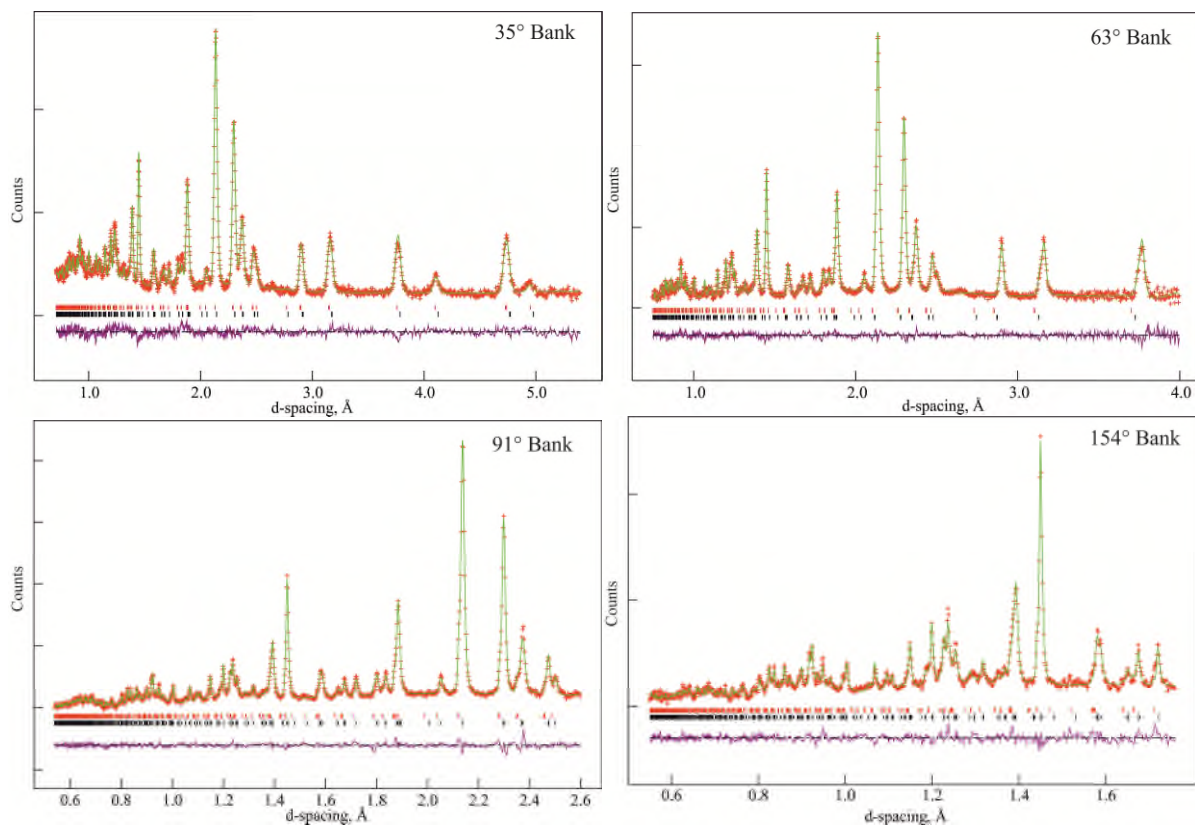 35° Bank
Counts
1.0 2.0 3.0 4.0 5.0
d-spacing, Å
63° Bank
Counts
1.0 2.0 3.0 4.0
d-spacing, Å
91° Bank
Counts
0.6 0.8 1.0 1.2 1.4 1.6 1.8 2.0 2.2 2.4 2.6
d-spacing, Å
154° Bank
Counts
0.6 0.8 1.0 1.2 1.4 1.6
d-spacing, Å